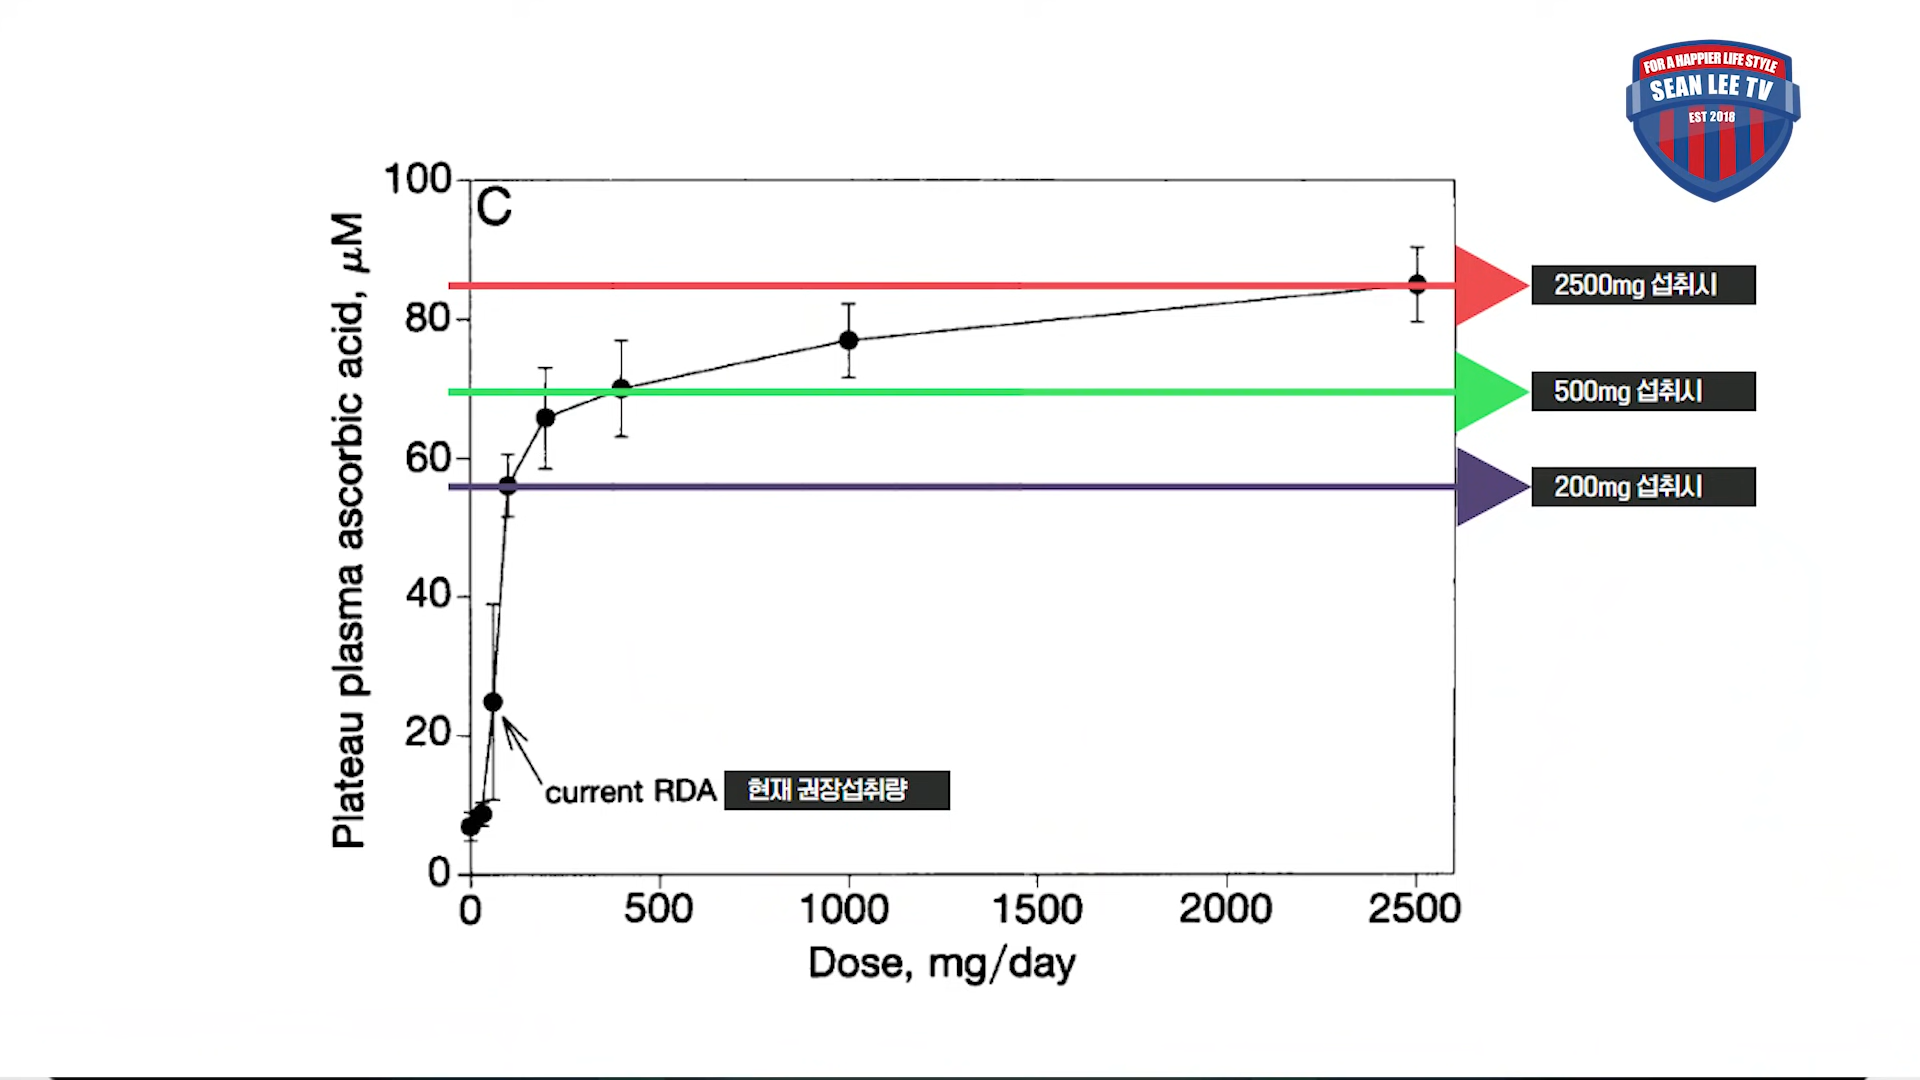 FOR A HAPPIER LIFE STYLE
SEAN LEE TV
EST 2018
C
Plateau plasma ascorbic acid, μM
100
80
60
40
20
0
2500mg 섭취시
500mg 섭취시
200mg 섭취시
current RDA 현재 권장섭취량
0 500 1000 1500 2000 2500
Dose, mg/day